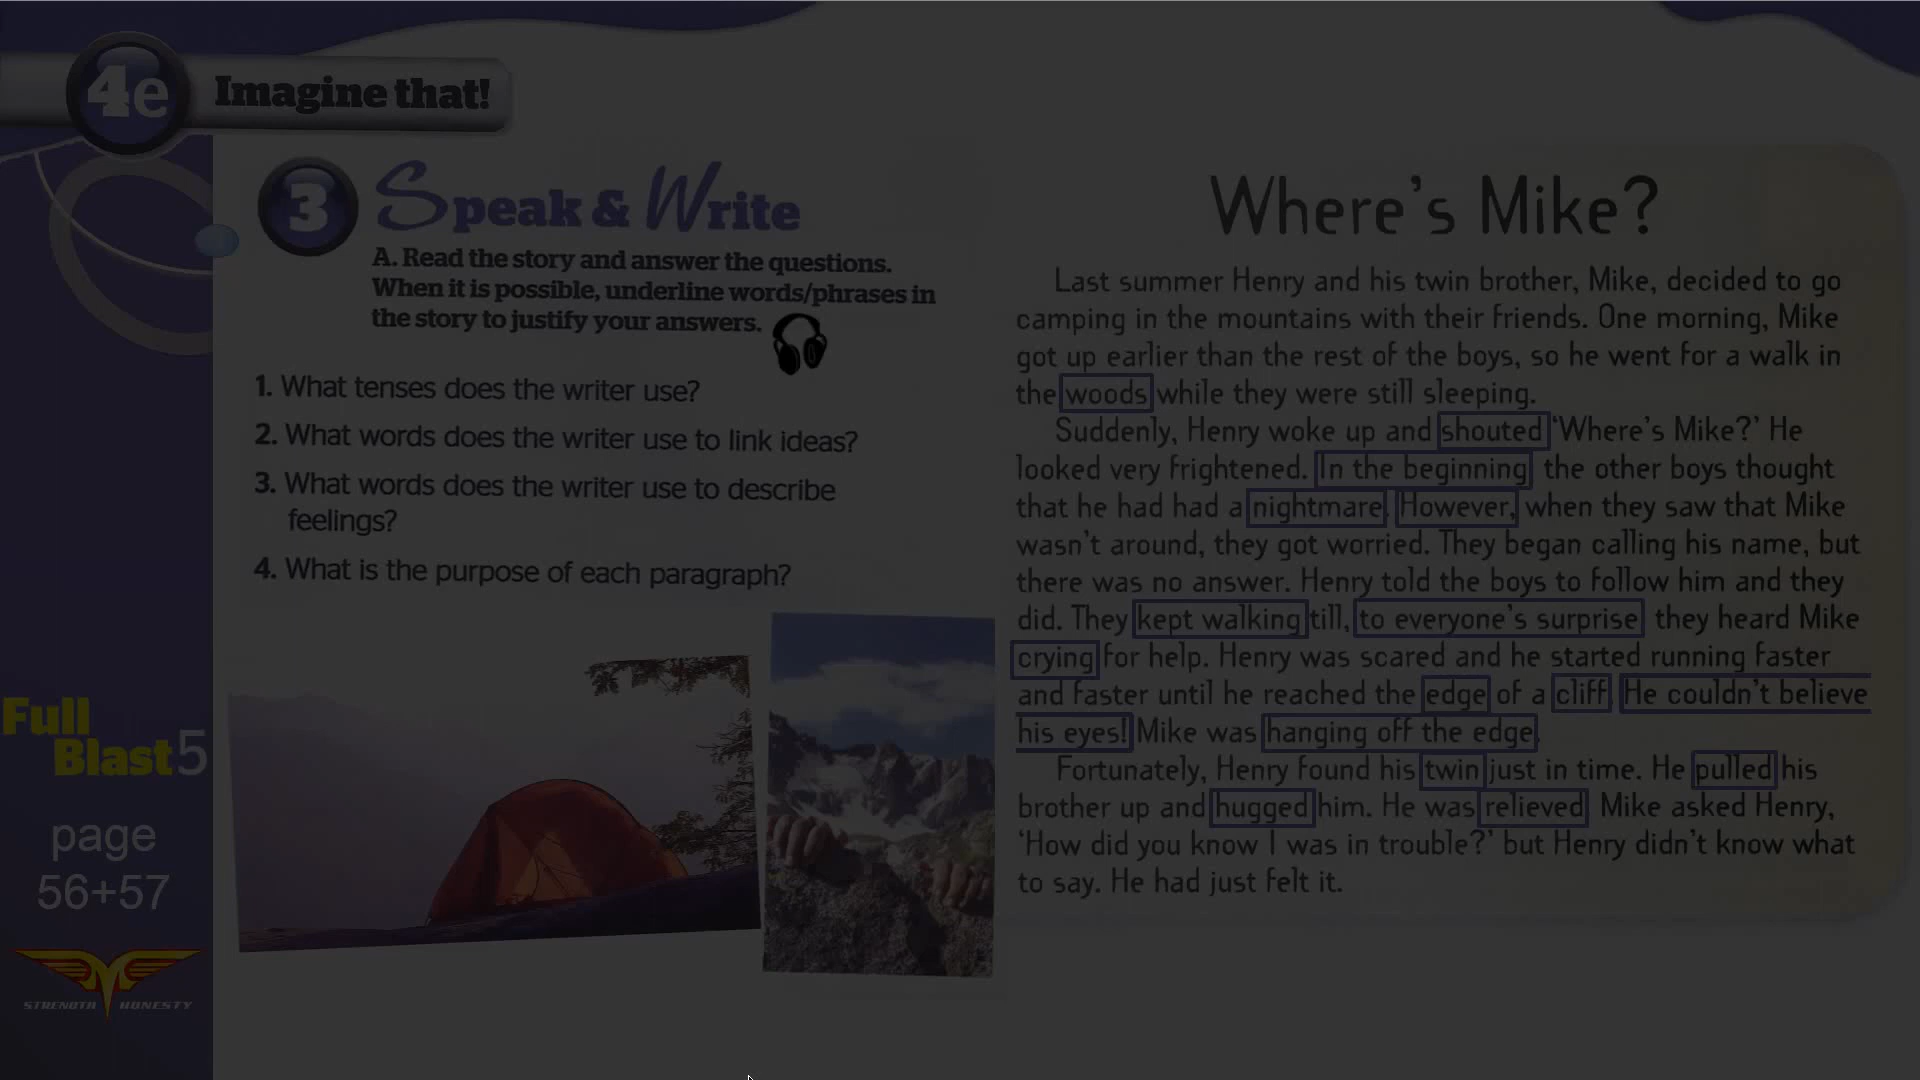 4e Imagine that!
3 Speak & Write
A. Read the story and answer the questions.
When it is possible, underline words/phrases in
the story to justify your answers.
1. What tenses does the writer use?
2. What words does the writer use to link ideas?
3. What words does the writer use to describe
feelings?
4. What is the purpose of each paragraph?
Where's Mike?
Last summer Henry and his twin brother, Mike, decided to go
camping in the mountains with their friends. One morning, Mike
got up earlier than the rest of the boys, so he went for a walk in
the woods while they were still sleeping.
Suddenly, Henry woke up and shouted 'Where's Mike?' He
looked very frightened. In the beginning the other boys thought
that he had had a nightmare. However, when they saw that Mike
wasn't around, they got worried. They began calling his name, but
there was no answer. Henry told the boys to follow him and they
did. They kept walking till, to everyone's surprise they heard Mike
crying for help. Henry was scared and he started running faster
and faster until he reached the edge of a cliff. He couldn't believe
his eyes! Mike was hanging off the edge.
Fortunately, Henry found his twin just in time. He pulled his
brother up and hugged him. He was relieved Mike asked Henry,
'How did you know I was in trouble?' but Henry didn't know what
to say. He had just felt it.
Full
Blast 5
page
56+57
STRENGTH HONESTY